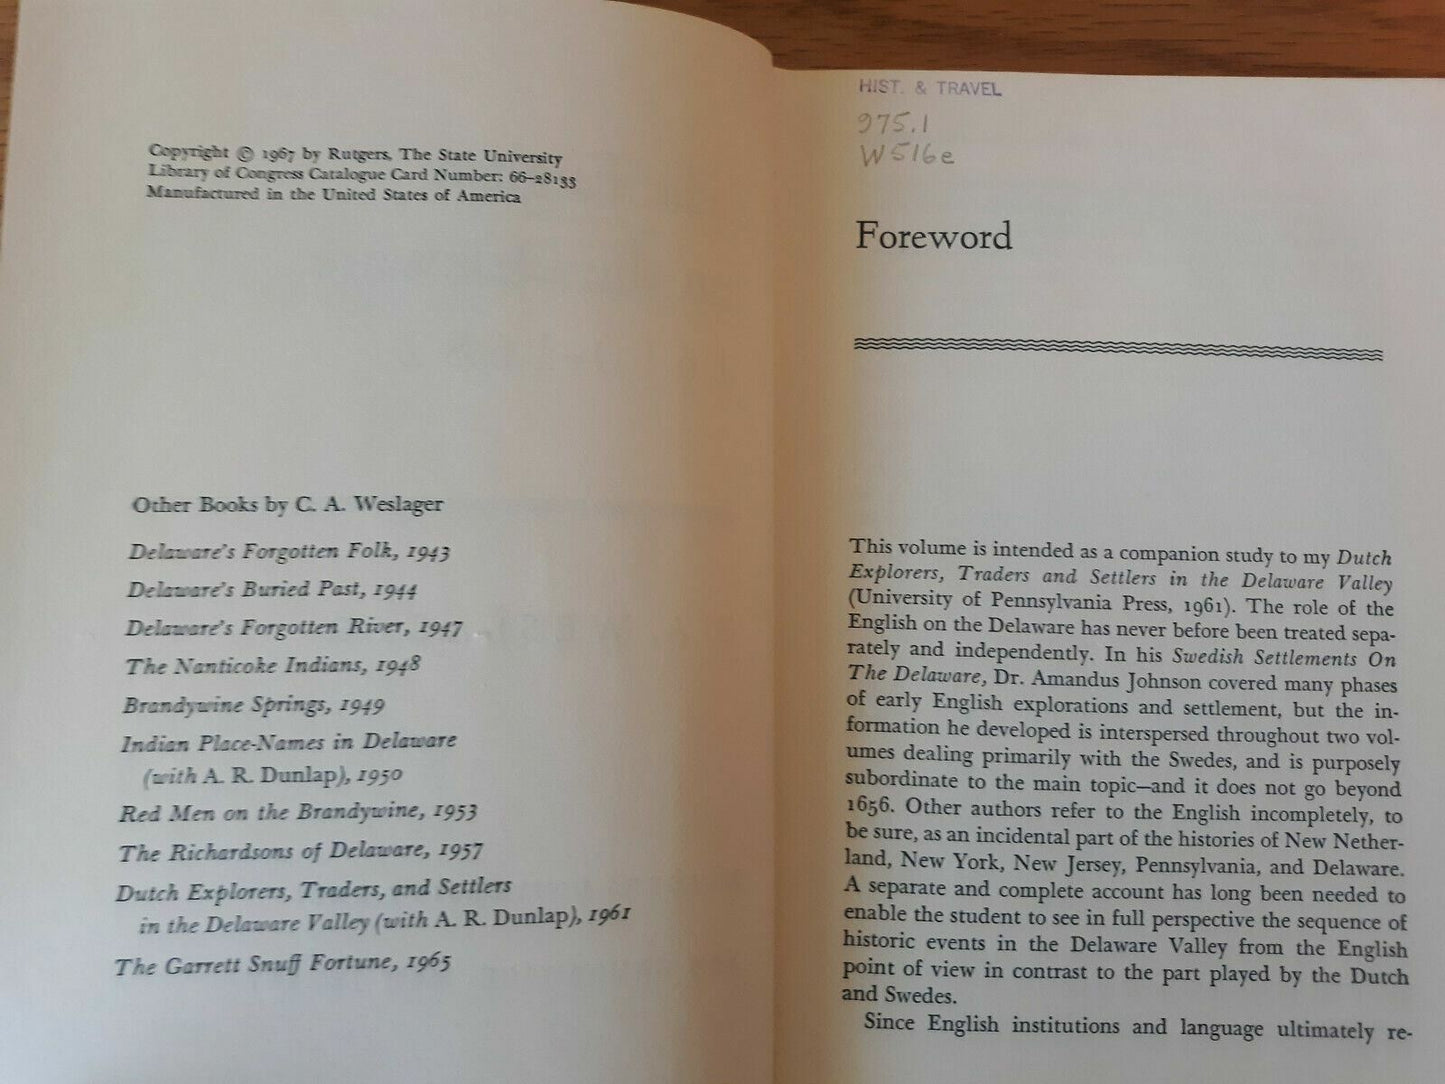 Copyright © 1967 by Rutgers, The State University
Library of Congress Catalogue Card Number: 66–28133
Manufactured in the United States of America
Other Books by C. A. Weslager
Delaware's Forgotten Folk, 1943
Delaware's Buried Past, 1944
Delaware's Forgotten River, 1947
The Nanticoke Indians, 1948
Brandywine Springs, 1949
Indian Place-Names in Delaware
(with A. R. Dunlap), 1950
Red Men on the Brandywine, 1953
The Richardsons of Delaware, 1957
Dutch Explorers, Traders, and Settlers
in the Delaware Valley (with A. R. Dunlap), 1961
The Garrett Snuff Fortune, 1965
HIST. & TRAVEL
975.1
W516e
Foreword
This volume is intended as a companion study to my Dutch
Explorers, Traders and Settlers in the Delaware Valley
(University of Pennsylvania Press, 1961). The role of the
English on the Delaware has never before been treated sepa-
rately and independently. In his Swedish Settlements On
The Delaware, Dr. Amandus Johnson covered many phases
of early English explorations and settlement, but the in-
formation he developed is interspersed throughout two vol-
umes dealing primarily with the Swedes, and is purposely
subordinate to the main topic—and it does not go beyond
1656. Other authors refer to the English incompletely, to
be sure, as an incidental part of the histories of New Nether-
land, New York, New Jersey, Pennsylvania, and Delaware.
A separate and complete account has long been needed to
enable the student to see in full perspective the sequence of
historic events in the Delaware Valley from the English
point of view in contrast to the part played by the Dutch
and Swedes.
Since English institutions and language ultimately re-